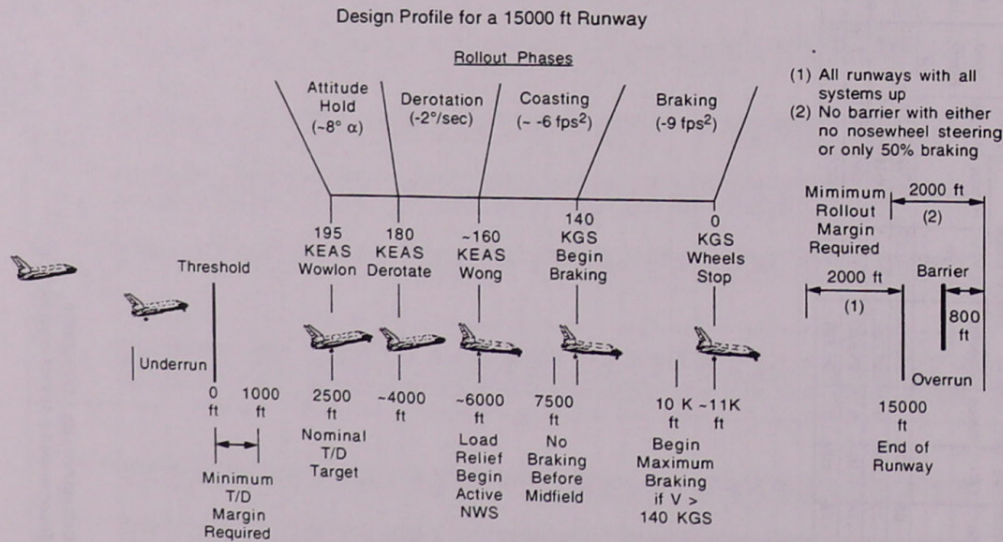 Design Profile for a 15000 ft Runway
Rollout Phases
Attitude
Hold
(~8° α)
Derotation
(-2°/sec)
Coasting
(~ -6 fps²)
Braking
(-9 fps²)
(1) All runways with all
systems up
(2) No barrier with either
no nosewheel steering
or only 50% braking
195
KEAS
Wowlon
180
KEAS
Derotate
~160
KEAS
Wong
140
KGS
Begin
Braking
0
KGS
Wheels
Stop
Mimimum
Rollout
Margin
Required
2000 ft
(2)
Threshold
2000 ft
(1)
Barrier
800
ft
Underrun
Overrun
0
ft
1000
ft
Minimum
T/D
Margin
Required
2500
ft
Nominal
T/D
Target
~4000
ft
~6000
ft
Load
Relief
Begin
Active
NWS
7500
ft
No
Braking
Before
Midfield
10 K
ft
Begin
Maximum
Braking
if V >
140 KGS
~11K
ft
15000
ft
End of
Runway